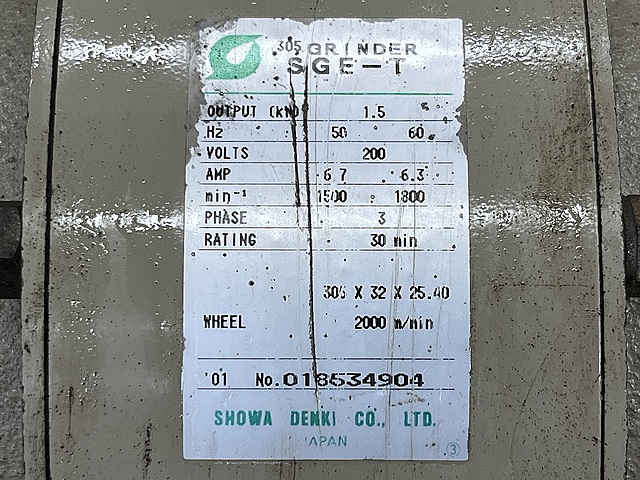 305 GRINDER
SGE-T
OUTPUT (kW) 1.5
Hz 50 60
VOLTS 200
AMP 6.7 6.3
min⁻¹ 1500 1800
PHASE 3
RATING 30 min
305 X 32 X 25.40
WHEEL 2000 m/min
'01 No.018534904
SHOWA DENKI CO., LTD.
JAPAN
③